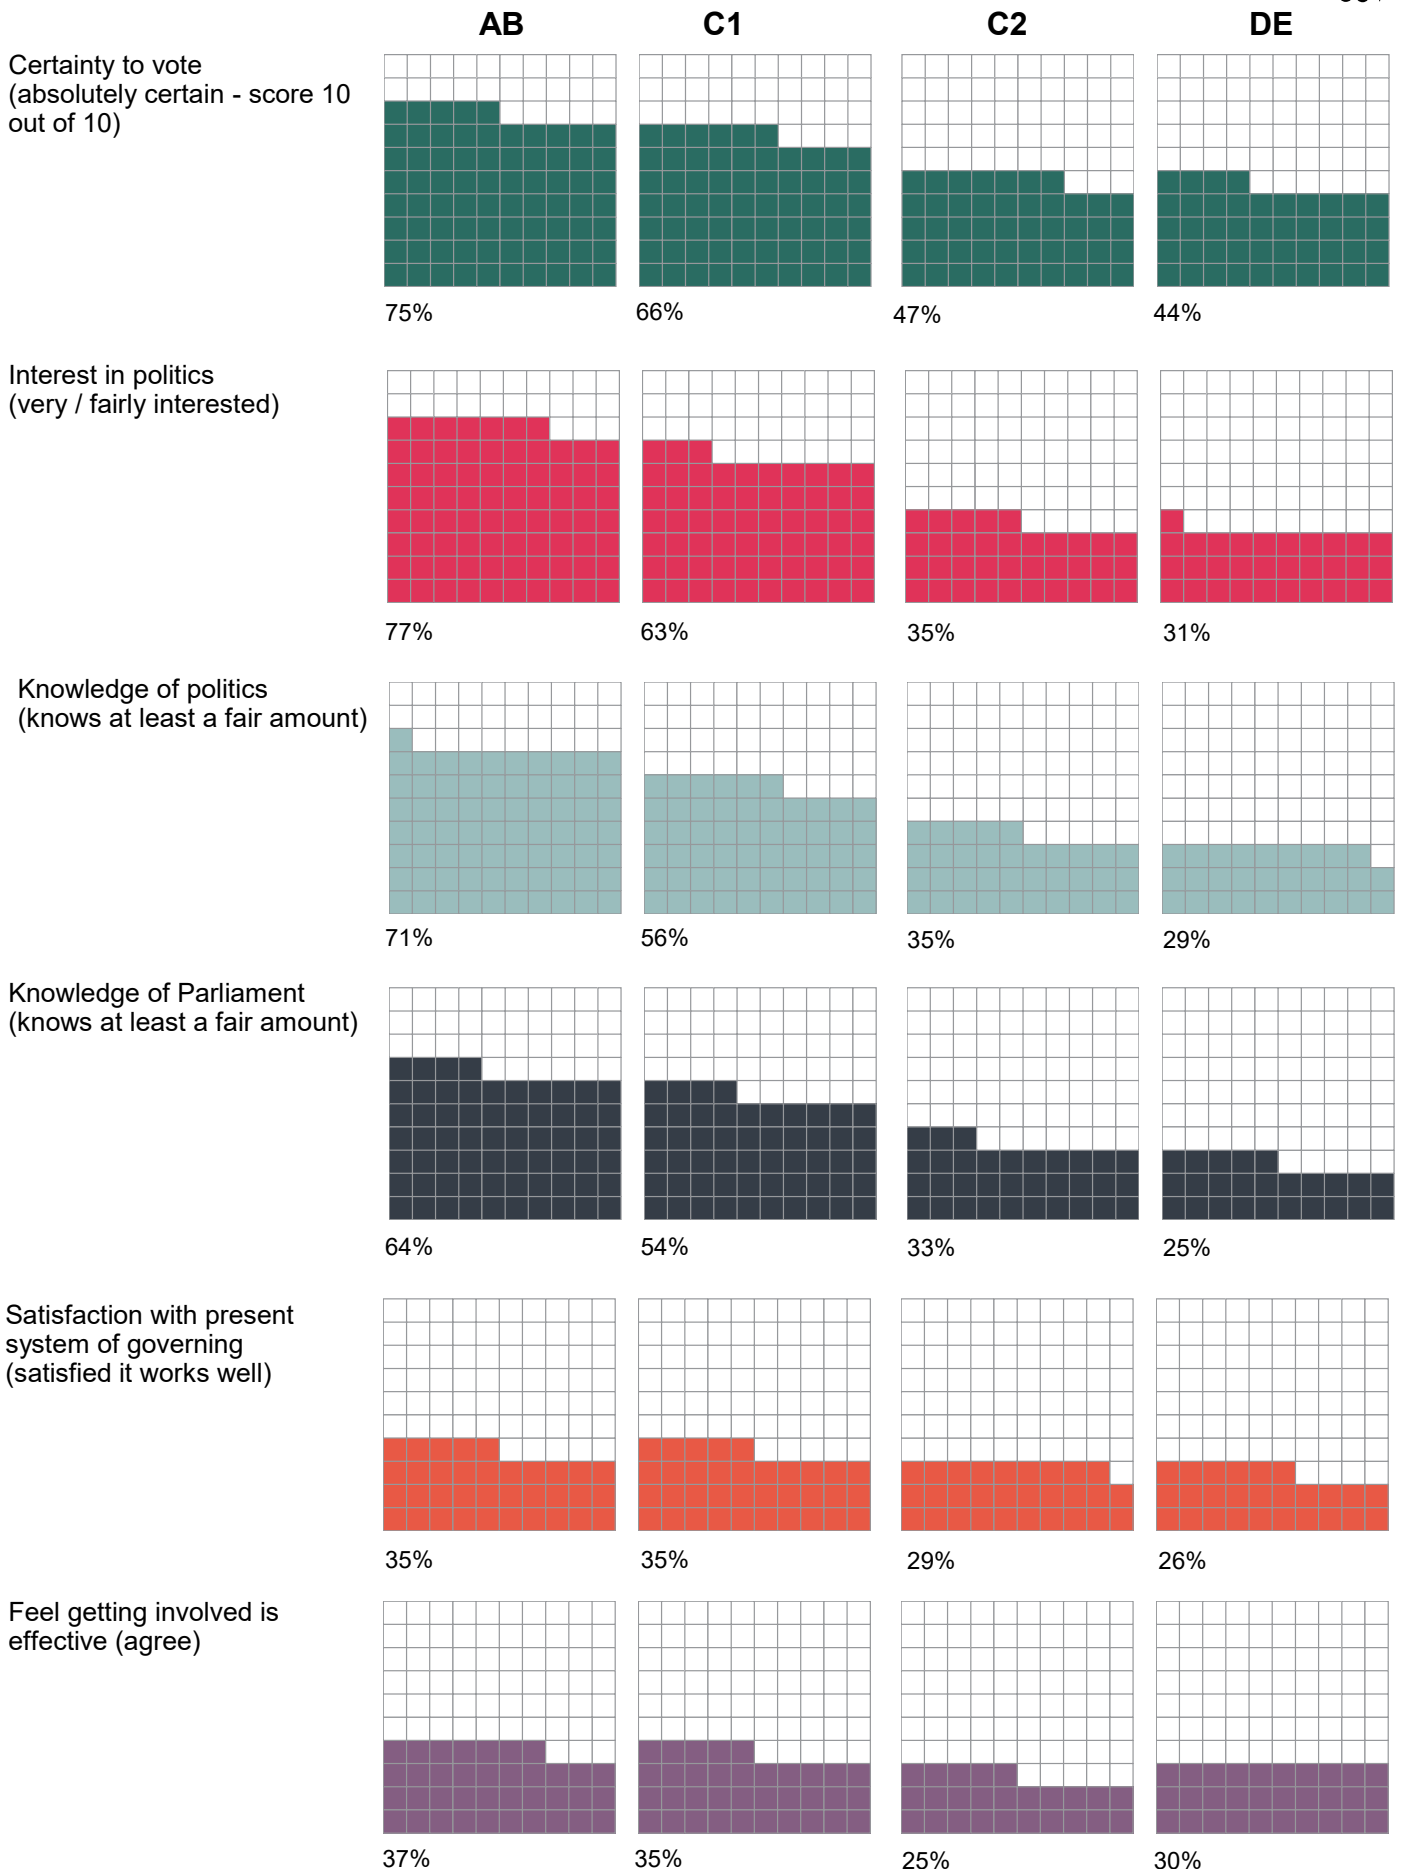 AB C1 C2 DE
Certainty to vote
(absolutely certain - score 10
out of 10)
75% 66% 47% 44%
Interest in politics
(very / fairly interested)
77% 63% 35% 31%
Knowledge of politics
(knows at least a fair amount)
71% 56% 35% 29%
Knowledge of Parliament
(knows at least a fair amount)
64% 54% 33% 25%
Satisfaction with present
system of governing
(satisfied it works well)
35% 35% 29% 26%
Feel getting involved is
effective (agree)
37% 35% 25% 30%